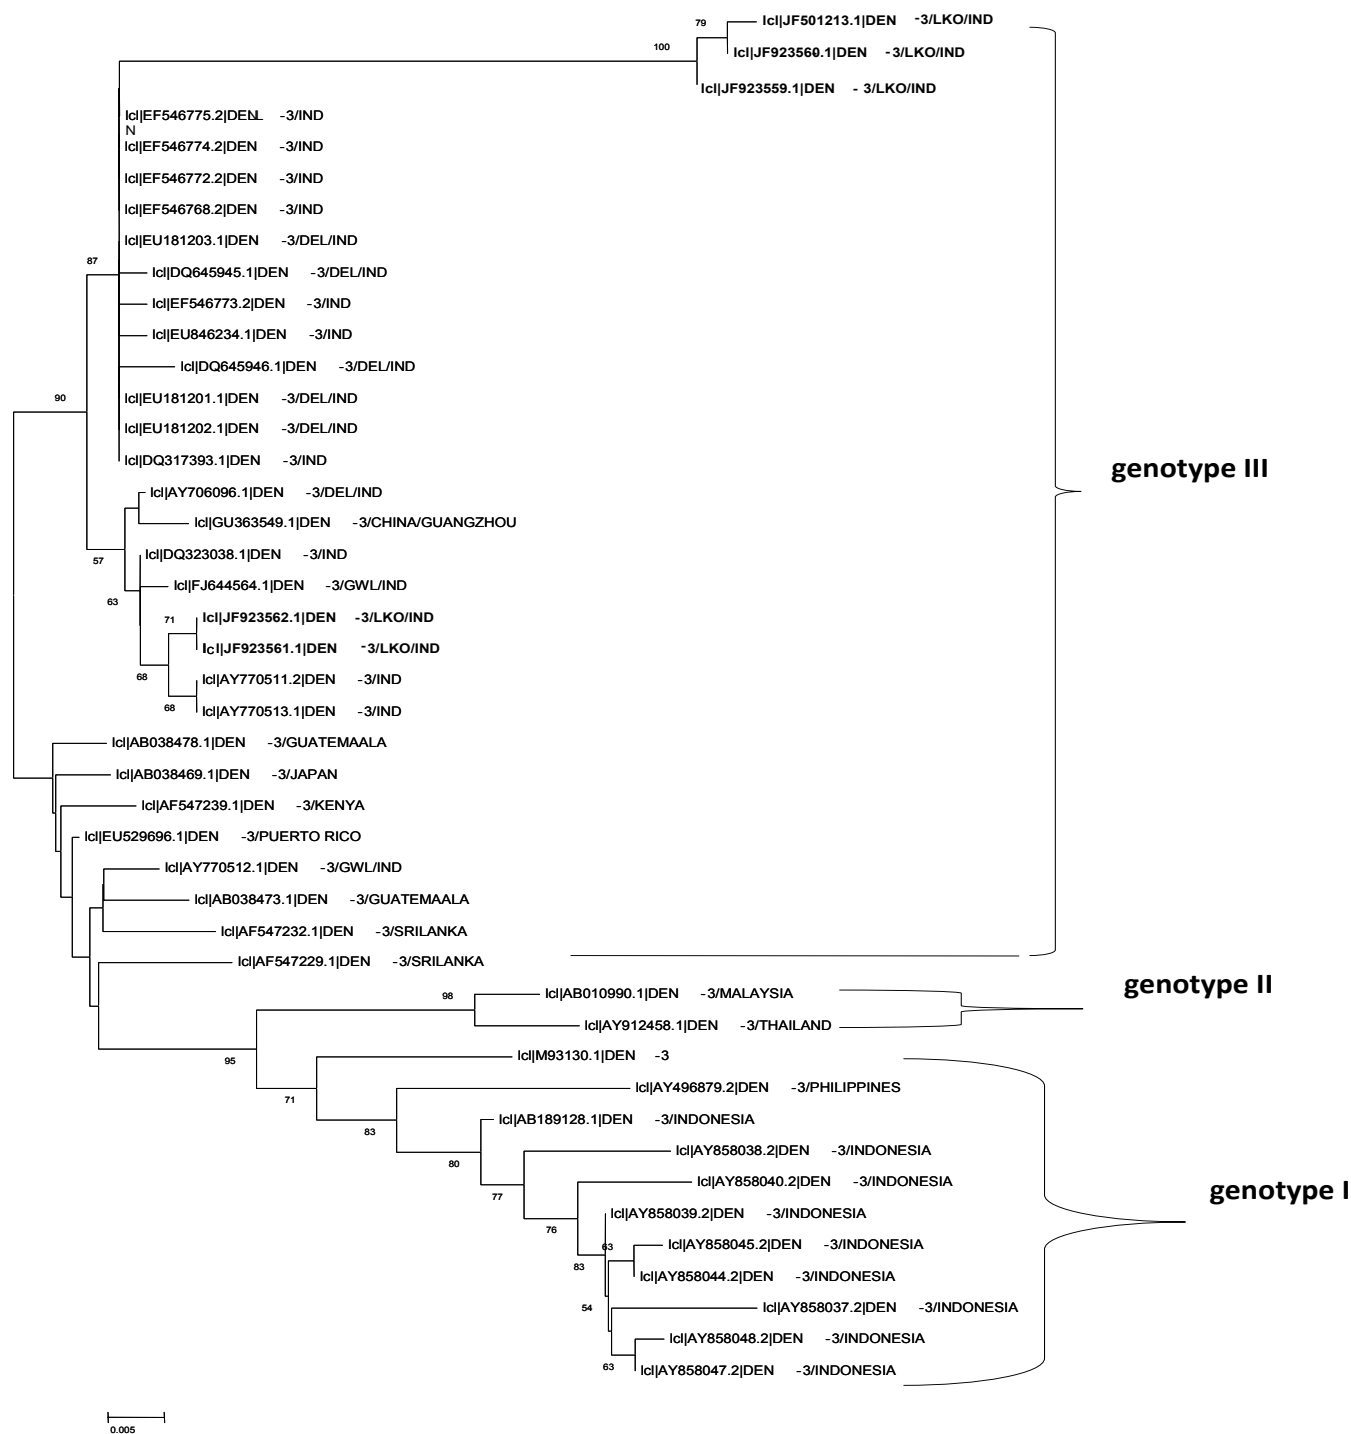 79
lcl|JF501213.1|DEN -3/LKO/IND
100
lcl|JF923560.1|DEN -3/LKO/IND
lcl|JF923559.1|DEN - 3/LKO/IND
lcl|EF546775.2|DEN -3/IND
N
lcl|EF546774.2|DEN -3/IND
lcl|EF546772.2|DEN -3/IND
lcl|EF546768.2|DEN -3/IND
lcl|EU181203.1|DEN -3/DEL/IND
87
lcl|DQ645945.1|DEN -3/DEL/IND
lcl|EF546773.2|DEN -3/IND
lcl|EU846234.1|DEN -3/IND
lcl|DQ645946.1|DEN -3/DEL/IND
90
lcl|EU181201.1|DEN -3/DEL/IND
lcl|EU181202.1|DEN -3/DEL/IND
lcl|DQ317393.1|DEN -3/IND
genotype III
lcl|AY706096.1|DEN -3/DEL/IND
lcl|GU363549.1|DEN -3/CHINA/GUANGZHOU
57
lcl|DQ323038.1|DEN -3/IND
lcl|FJ644564.1|DEN -3/GWL/IND
63
71
lcl|JF923562.1|DEN -3/LKO/IND
lcl|JF923561.1|DEN -3/LKO/IND
68
lcl|AY770511.2|DEN -3/IND
68
lcl|AY770513.1|DEN -3/IND
lcl|AB038478.1|DEN -3/GUATEMAALA
lcl|AB038469.1|DEN -3/JAPAN
lcl|AF547239.1|DEN -3/KENYA
lcl|EU529696.1|DEN -3/PUERTO RICO
lcl|AY770512.1|DEN -3/GWL/IND
lcl|AB038473.1|DEN -3/GUATEMAALA
lcl|AF547232.1|DEN -3/SRILANKA
lcl|AF547229.1|DEN -3/SRILANKA
genotype II
98
lcl|AB010990.1|DEN -3/MALAYSIA
lcl|AY912458.1|DEN -3/THAILAND
95
lcl|M93130.1|DEN -3
71
lcl|AY496879.2|DEN -3/PHILIPPINES
lcl|AB189128.1|DEN -3/INDONESIA
83
lcl|AY858038.2|DEN -3/INDONESIA
80
lcl|AY858040.2|DEN -3/INDONESIA
genotype I
77
lcl|AY858039.2|DEN -3/INDONESIA
76
63
lcl|AY858045.2|DEN -3/INDONESIA
83
lcl|AY858044.2|DEN -3/INDONESIA
54
lcl|AY858037.2|DEN -3/INDONESIA
lcl|AY858048.2|DEN -3/INDONESIA
63
lcl|AY858047.2|DEN -3/INDONESIA
0.005